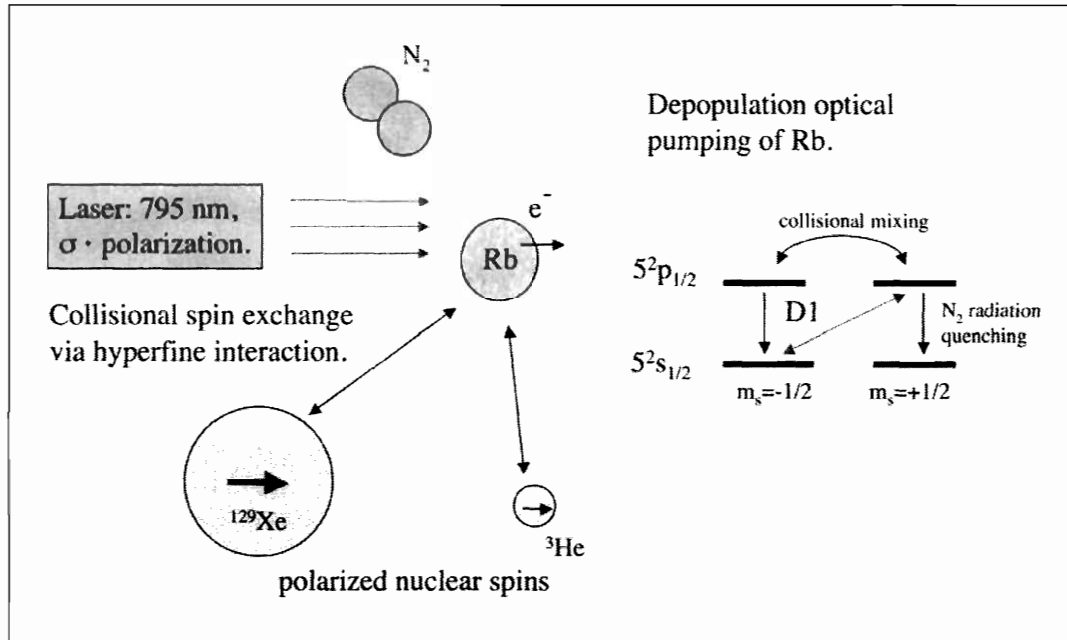 N₂
Depopulation optical
pumping of Rb.
Laser: 795 nm,
σ · polarization.
e⁻
Rb
collisional mixing
5²p₁/₂
D1
N₂ radiation
quenching
5²s₁/₂
mₛ=-1/2
mₛ=+1/2
Collisional spin exchange
via hyperfine interaction.
¹²⁹Xe
³He
polarized nuclear spins